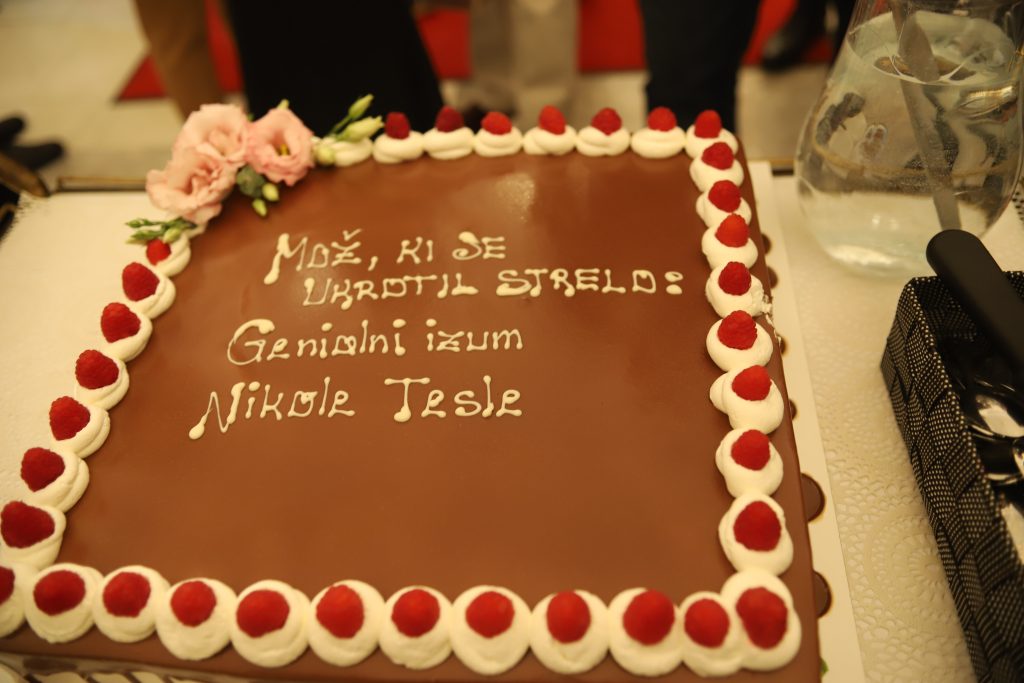 Mož, ki se
ukrotil strelo:
Genialni izum
Nikole Tesle